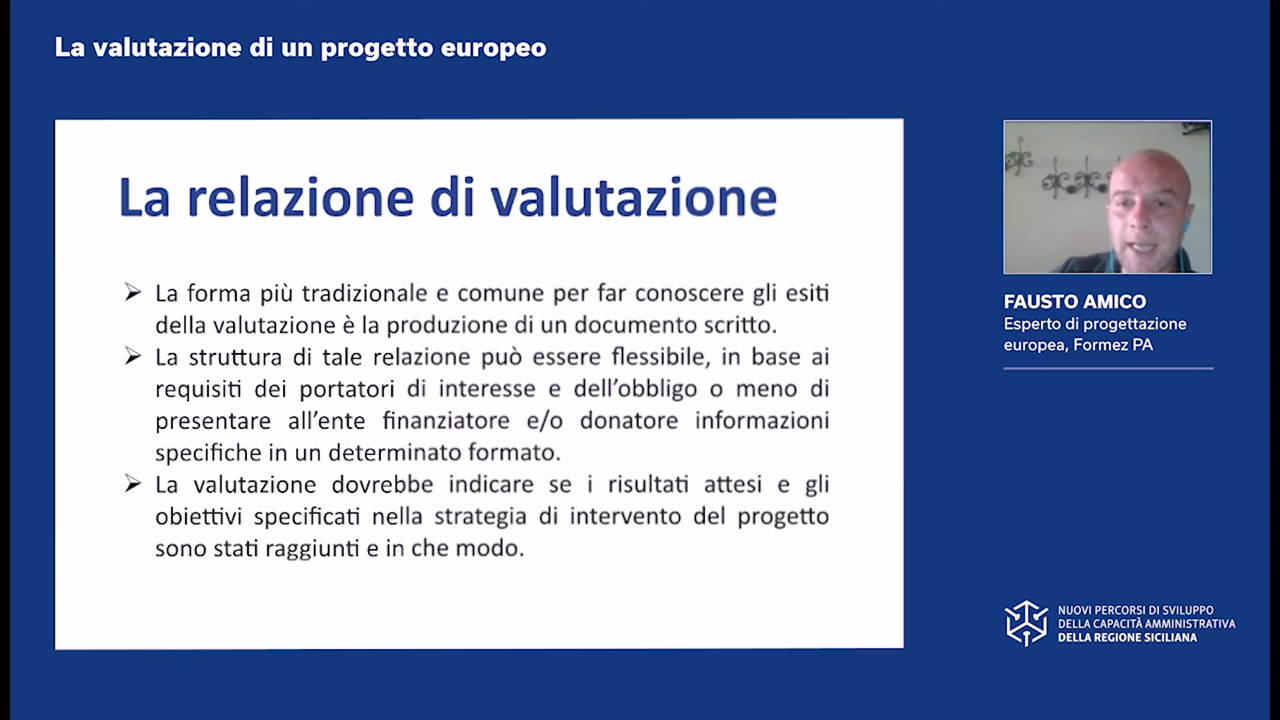 La valutazione di un progetto europeo
La relazione di valutazione
➢ La forma più tradizionale e comune per far conoscere gli esiti
della valutazione è la produzione di un documento scritto.
➢ La struttura di tale relazione può essere flessibile, in base ai
requisiti dei portatori di interesse e dell'obbligo o meno di
presentare all'ente finanziatore e/o donatore informazioni
specifiche in un determinato formato.
➢ La valutazione dovrebbe indicare se i risultati attesi e gli
obiettivi specificati nella strategia di intervento del progetto
sono stati raggiunti e in che modo.
FAUSTO AMICO
Esperto di progettazione
europea, Formez PA
NUOVI PERCORSI DI SVILUPPO
DELLA CAPACITÀ AMMINISTRATIVA
DELLA REGIONE SICILIANA